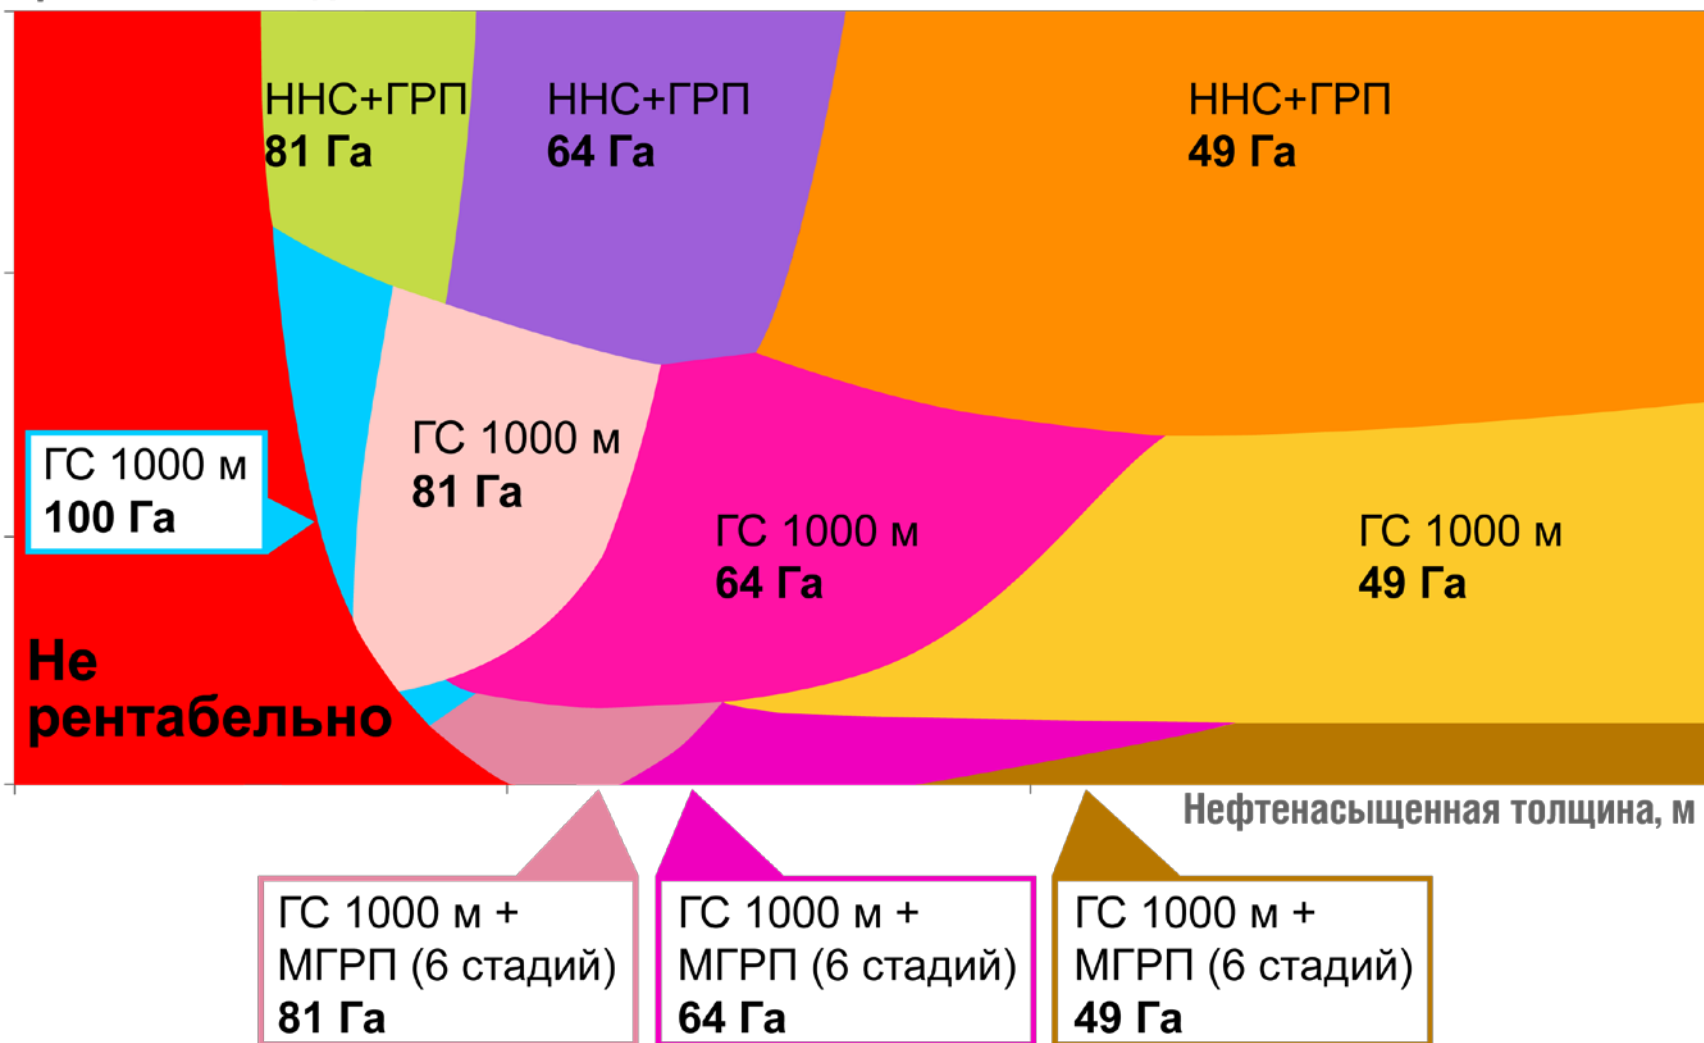 ННС+ГРП
81 Га
ННС+ГРП
64 Га
ННС+ГРП
49 Га
ГС 1000 м
100 Га
ГС 1000 м
81 Га
ГС 1000 м
64 Га
ГС 1000 м
49 Га
Не
рентабельно
Нефтенасыщенная толщина, м
ГС 1000 м +
МГРП (6 стадий)
81 Га
ГС 1000 м +
МГРП (6 стадий)
64 Га
ГС 1000 м +
МГРП (6 стадий)
49 Га